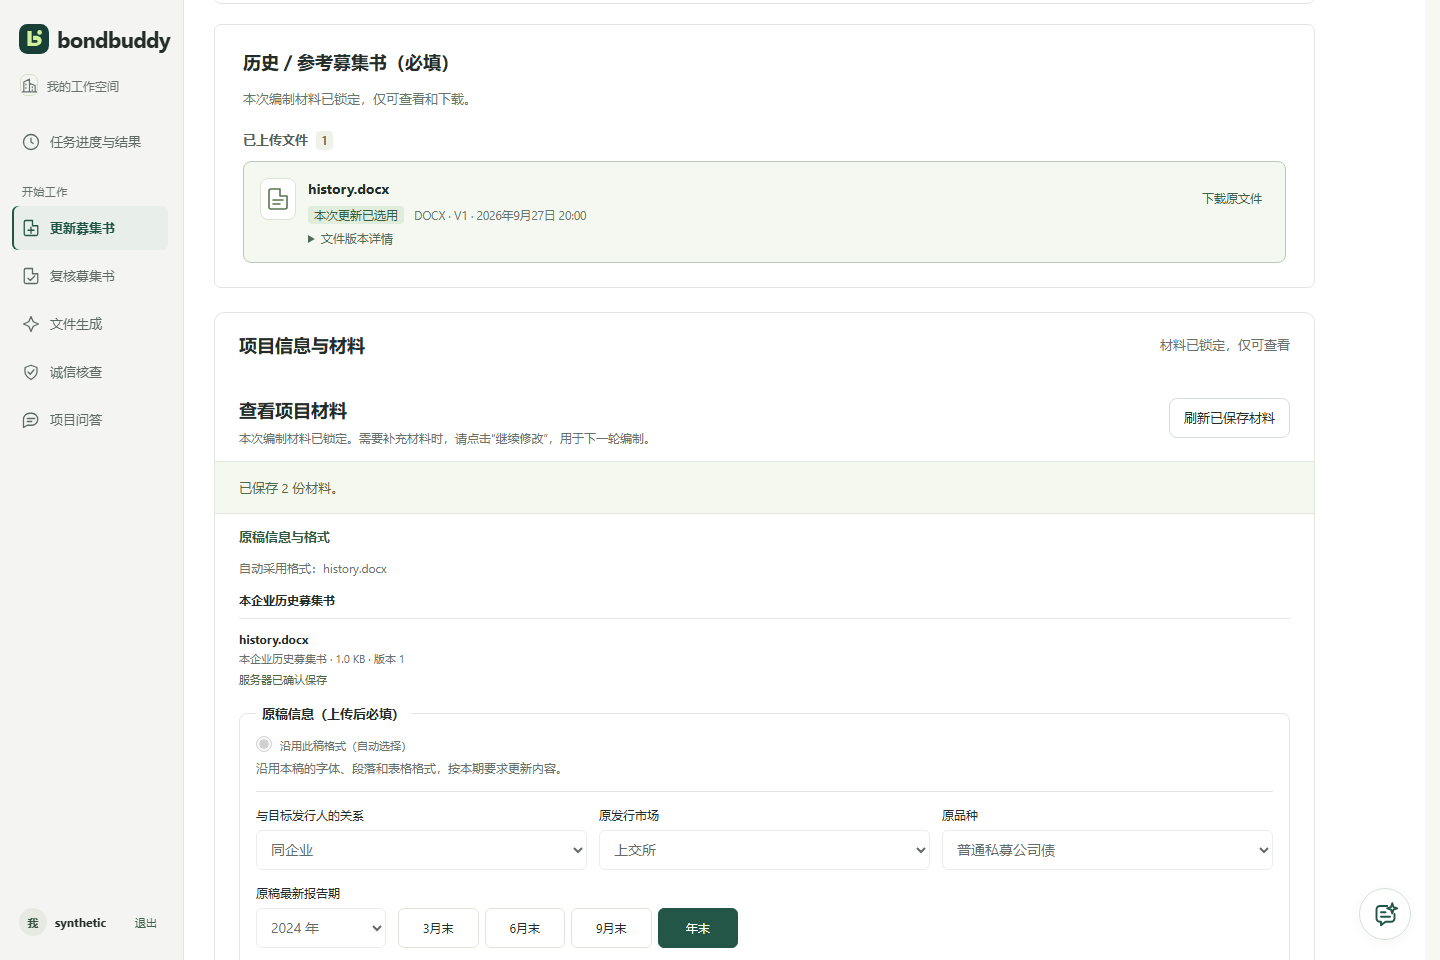 bondbuddy
我的工作空间
任务进度与结果
开始工作
更新募集书
复核募集书
文件生成
诚信核查
项目问答
我 synthetic 退出
历史 / 参考募集书（必填）
本次编制材料已锁定，仅可查看和下载。
已上传文件 1
history.docx
下载原文件
本次更新已选用 DOCX · V1 · 2026年9月27日 20:00
文件版本详情
项目信息与材料
材料已锁定，仅可查看
查看项目材料
刷新已保存材料
本次编制材料已锁定。需要补充材料时，请点击“继续修改”，用于下一轮编制。
已保存 2 份材料。
原稿信息与格式
自动采用格式：history.docx
本企业历史募集书
history.docx
本企业历史募集书 · 1.0 KB · 版本 1
服务器已确认保存
原稿信息（上传后必填）
沿用此稿格式（自动选择）
沿用本稿的字体、段落和表格格式，按本期要求更新内容。
与目标发行人的关系 原发行市场 原品种
同企业 上交所 普通私募公司债
原稿最新报告期
2024 年 3月末 6月末 9月末 年末